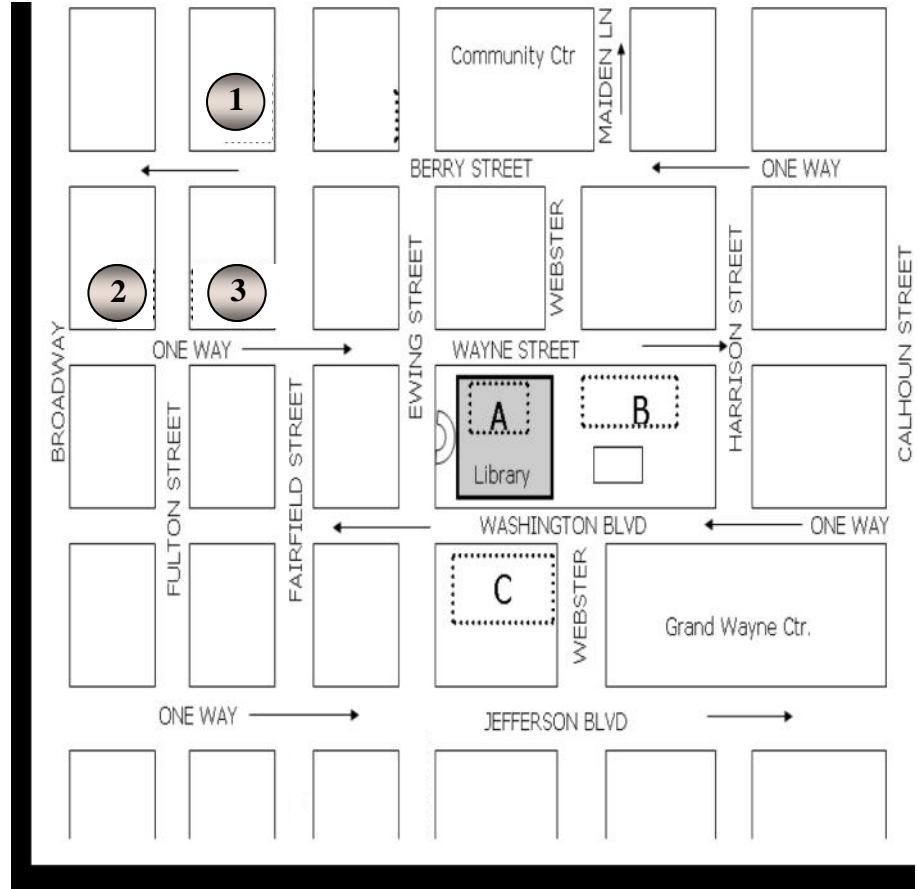 Community Ctr
MAIDEN LN
1
BERRY STREET
ONE WAY
2
3
WEBSTER
EWING STREET
HARRISON STREET
CALHOUN STREET
BROADWAY
ONE WAY
WAYNE STREET
A
B
Library
FULTON STREET
FAIRFIELD STREET
WASHINGTON BLVD
ONE WAY
C
WEBSTER
Grand Wayne Ctr.
ONE WAY
JEFFERSON BLVD